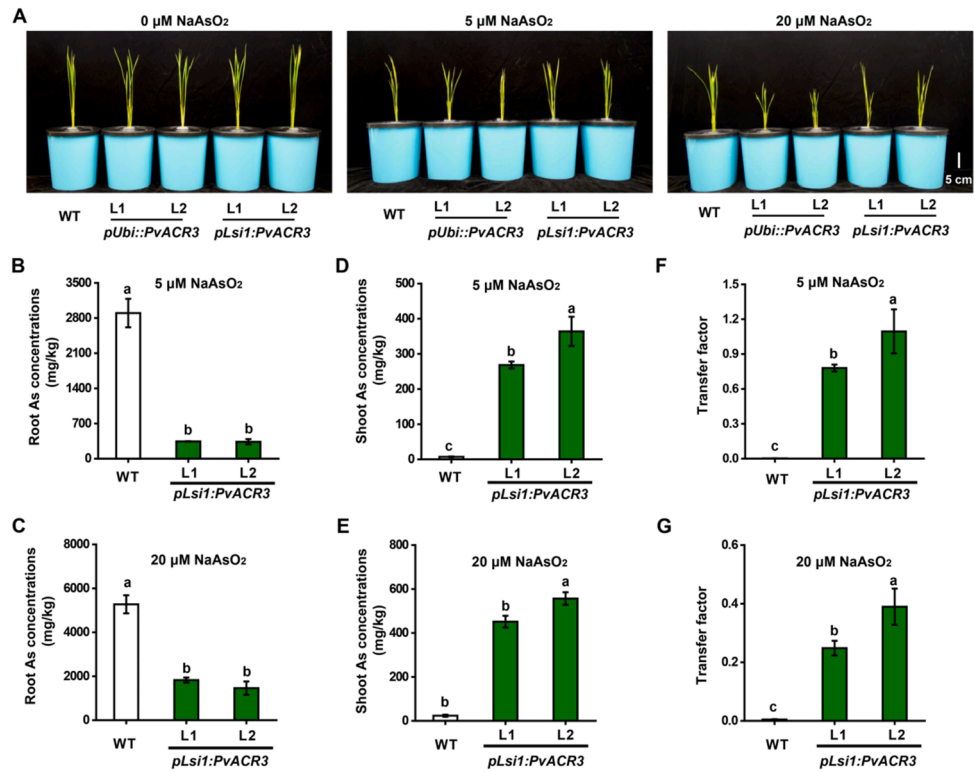 A
0 µM NaAsO2
5 µM NaAsO2
20 µM NaAsO2
5 cm
WT
L1
L2
pUbi::PvACR3
L1
L2
pLsi1:PvACR3
WT
L1
L2
pUbi::PvACR3
L1
L2
pLsi1:PvACR3
WT
L1
L2
pUbi::PvACR3
L1
L2
pLsi1:PvACR3
B
5 µM NaAsO2
Root As concentrations
(mg/kg)
3500
2800
2100
1400
700
0
a
b
b
WT
L1
L2
pLsi1:PvACR3
D
5 µM NaAsO2
Shoot As concentrations
(mg/kg)
500
400
300
200
100
0
c
b
a
WT
L1
L2
pLsi1:PvACR3
F
5 µM NaAsO2
Transfer factor
1.5
1.2
0.9
0.6
0.3
0.0
c
b
a
WT
L1
L2
pLsi1:PvACR3
C
20 µM NaAsO2
Root As concentrations
(mg/kg)
8000
6000
4000
2000
0
a
b
b
WT
L1
L2
pLsi1:PvACR3
E
20 µM NaAsO2
Shoot As concentrations
(mg/kg)
800
600
400
200
0
b
b
a
WT
L1
L2
pLsi1:PvACR3
G
20 µM NaAsO2
Transfer factor
0.6
0.4
0.2
0.0
c
b
a
WT
L1
L2
pLsi1:PvACR3